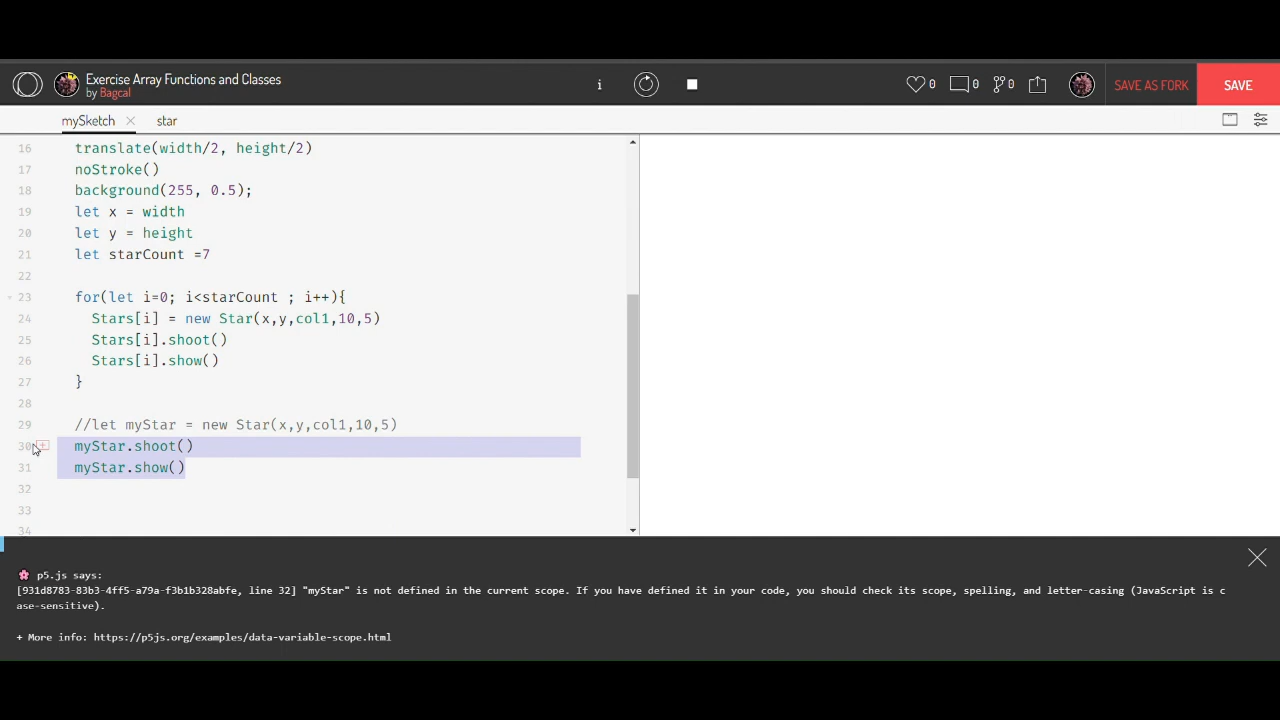 Exercise Array Functions and Classes
by Bagcal
i
0
0
0
SAVE AS FORK
SAVE
mySketch
star
16 translate(width/2, height/2)
17 noStroke()
18 background(255, 0.5);
19 let x = width
20 let y = height
21 let starCount =7
22
23 for(let i=0; i<starCount ; i++){
24 Stars[i] = new Star(x,y,col1,10,5)
25 Stars[i].shoot()
26 Stars[i].show()
27 }
28
29 //let myStar = new Star(x,y,col1,10,5)
30 myStar.shoot()
31 myStar.show()
32
33
34
🌸 p5.js says:
[931d8783-83b3-4ff5-a79a-f3b1b328abfe, line 32] "myStar" is not defined in the current scope. If you have defined it in your code, you should check its scope, spelling, and letter-casing (JavaScript is c
ase-sensitive).
+ More info: https://p5js.org/examples/data-variable-scope.html